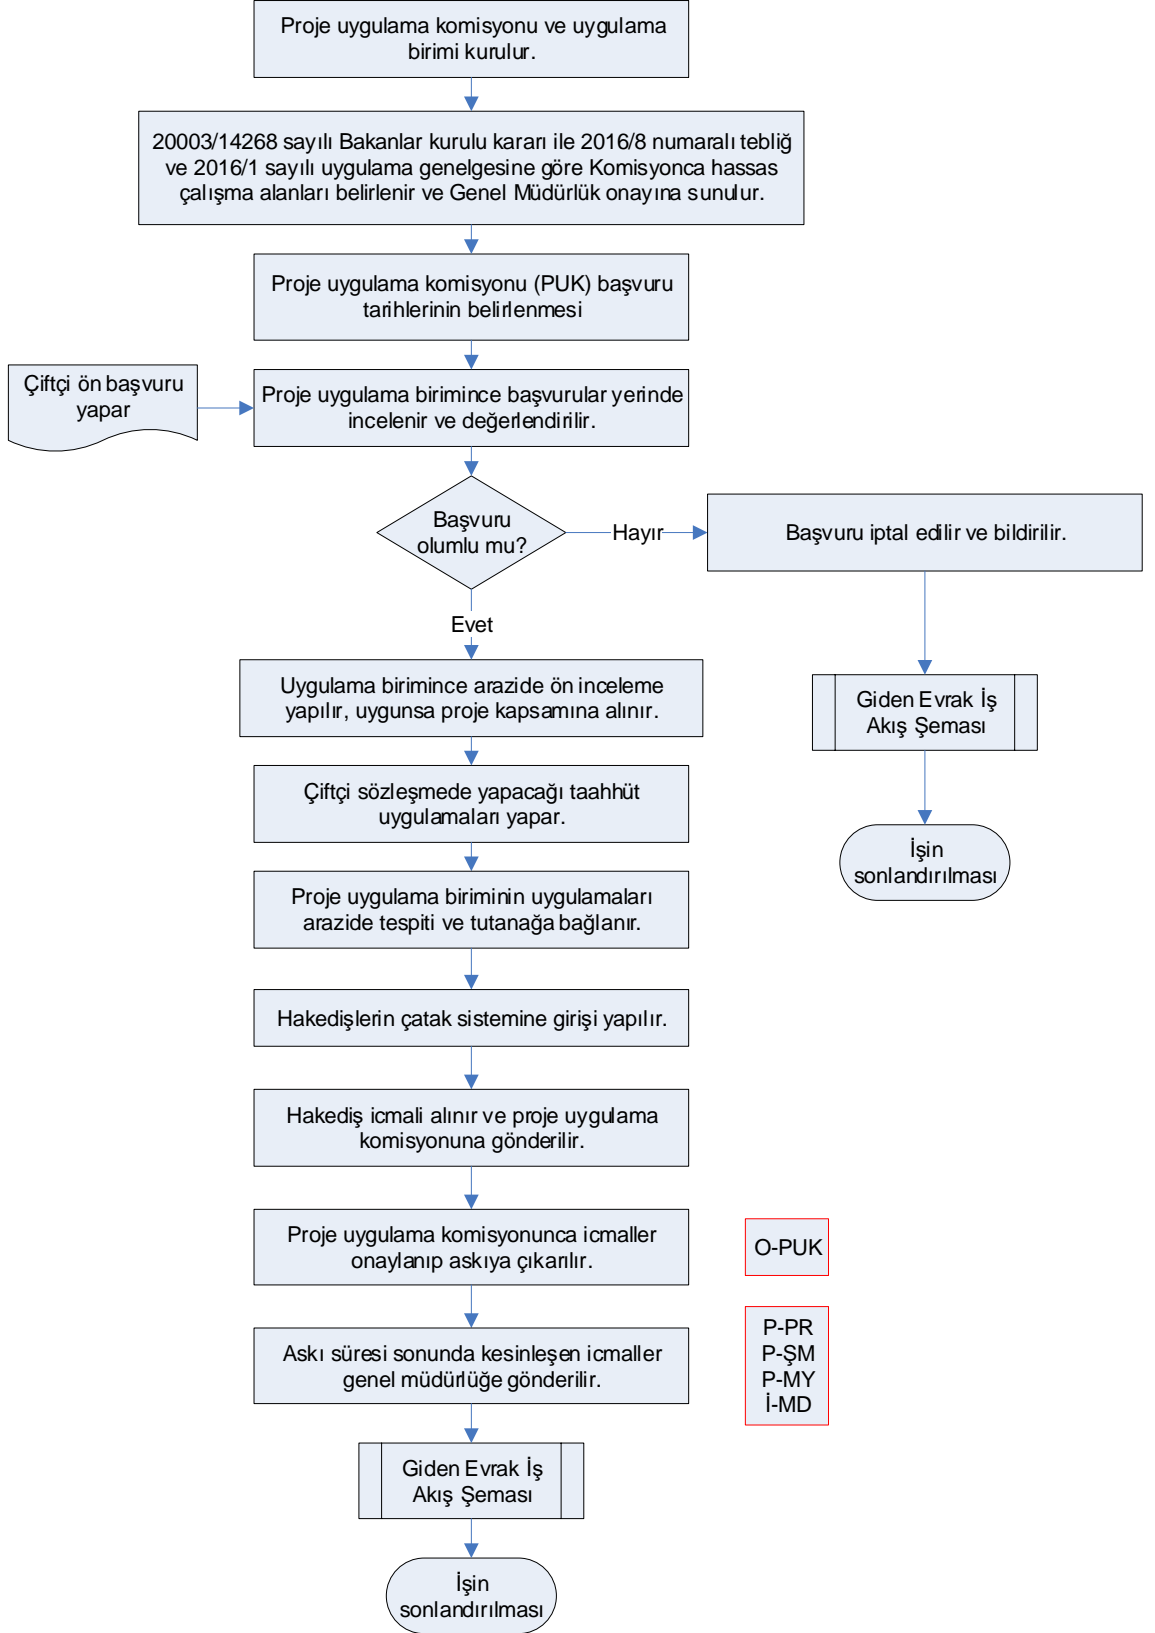 Proje uygulama komisyonu ve uygulama
birimi kurulur.
20003/14268 sayılı Bakanlar kurulu kararı ile 2016/8 numaralı tebliğ
ve 2016/1 sayılı uygulama genelgesine göre Komisyonca hassas
çalışma alanları belirlenir ve Genel Müdürlük onayına sunulur.
Proje uygulama komisyonu (PUK) başvuru
tarihlerinin belirlenmesi
Çiftçi ön başvuru
yapar
Proje uygulama birimince başvurular yerinde
incelenir ve değerlendirilir.
Başvuru
olumlu mu?
Hayır
Başvuru iptal edilir ve bildirilir.
Evet
Uygulama birimince arazide ön inceleme
yapılır, uygunsa proje kapsamına alınır.
Giden Evrak İş
Akış Şeması
Çiftçi sözleşmede yapacağı taahhüt
uygulamaları yapar.
İşin
sonlandırılması
Proje uygulama biriminin uygulamaları
arazide tespiti ve tutanağa bağlanır.
Hakedişlerin çatak sistemine girişi yapılır.
Hakediş icmali alınır ve proje uygulama
komisyonuna gönderilir.
Proje uygulama komisyonunca icmaller
onaylanıp askıya çıkarılır.
O-PUK
Askı süresi sonunda kesinleşen icmaller
genel müdürlüğe gönderilir.
P-PR
P-ŞM
P-MY
İ-MD
Giden Evrak İş
Akış Şeması
İşin
sonlandırılması